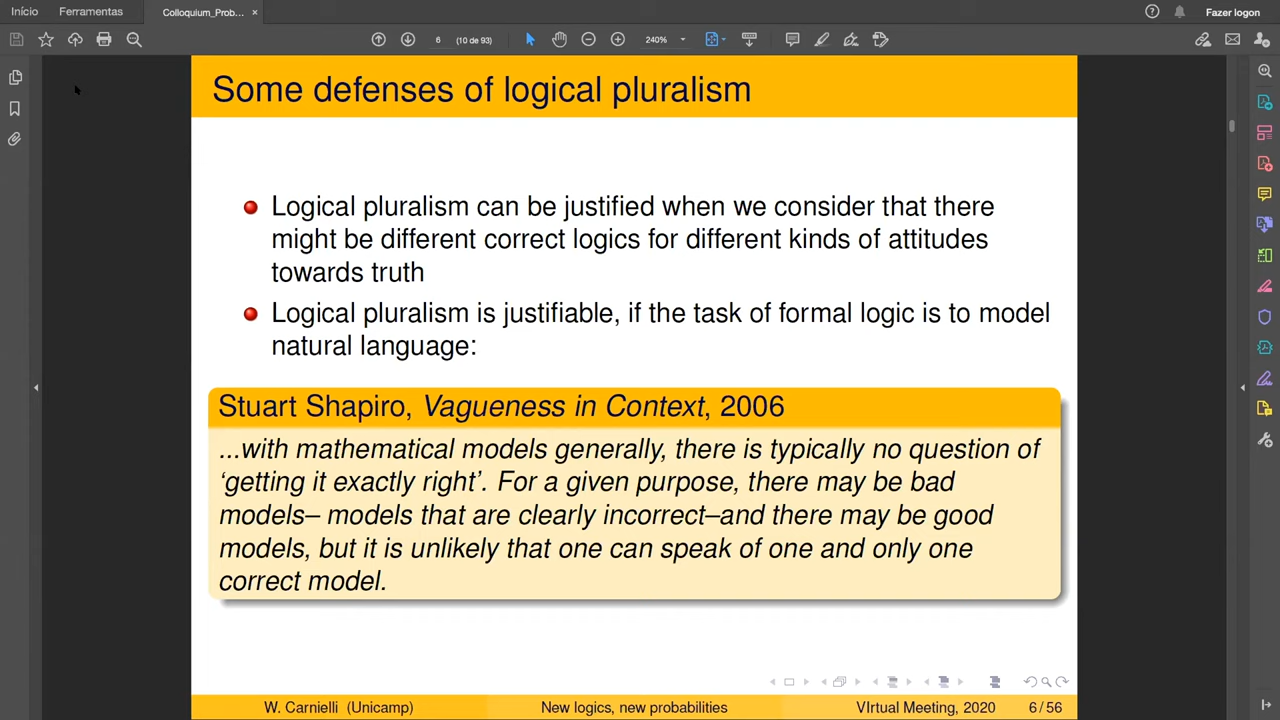 Início Ferramentas Colloquium_Prob... × Fazer logon
6 (10 de 93) 240%
Some defenses of logical pluralism
Logical pluralism can be justified when we consider that there
might be different correct logics for different kinds of attitudes
towards truth
Logical pluralism is justifiable, if the task of formal logic is to model
natural language:
Stuart Shapiro, Vagueness in Context, 2006
...with mathematical models generally, there is typically no question of
‘getting it exactly right’. For a given purpose, there may be bad
models– models that are clearly incorrect–and there may be good
models, but it is unlikely that one can speak of one and only one
correct model.
W. Carnielli (Unicamp) New logics, new probabilities VIrtual Meeting, 2020 6 / 56